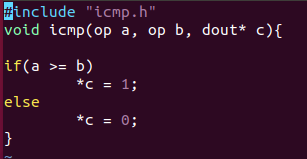 #include "icmp.h"
void icmp(op a, op b, dout* c){
if(a >= b)
        *c = 1;
else
        *c = 0;
}
~